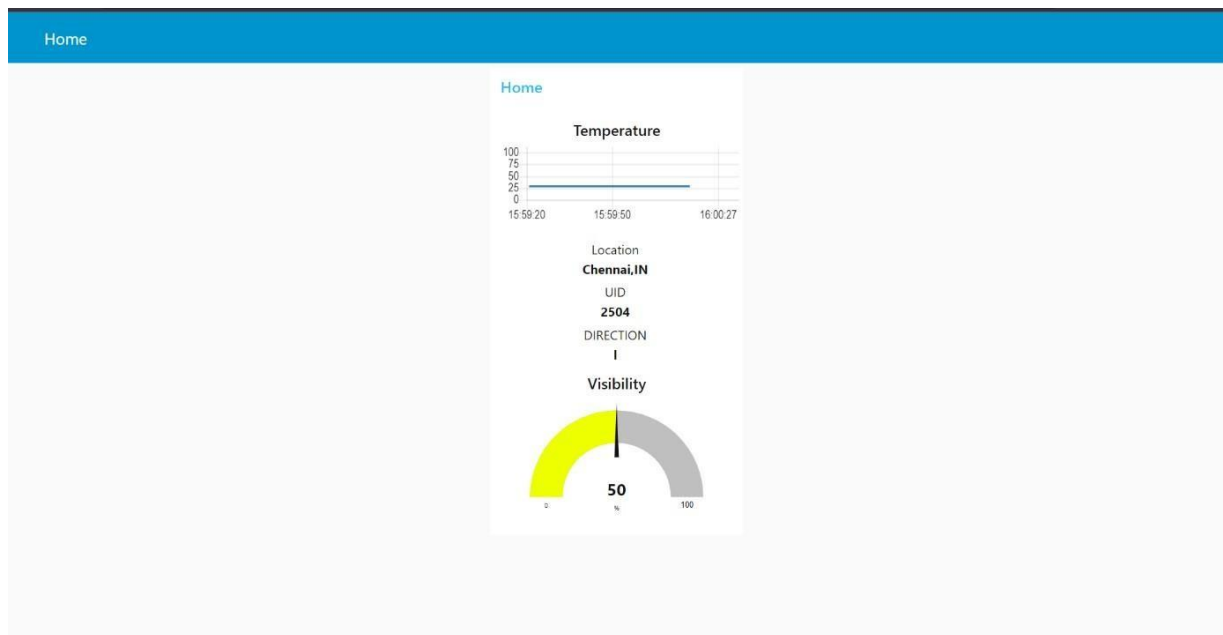 Home
Home
Temperature
100
75
50
25
0
15:59:20 15:59:50 16:00:27
Location
Chennai,IN
UID
2504
DIRECTION
l
Visibility
50
0 % 100